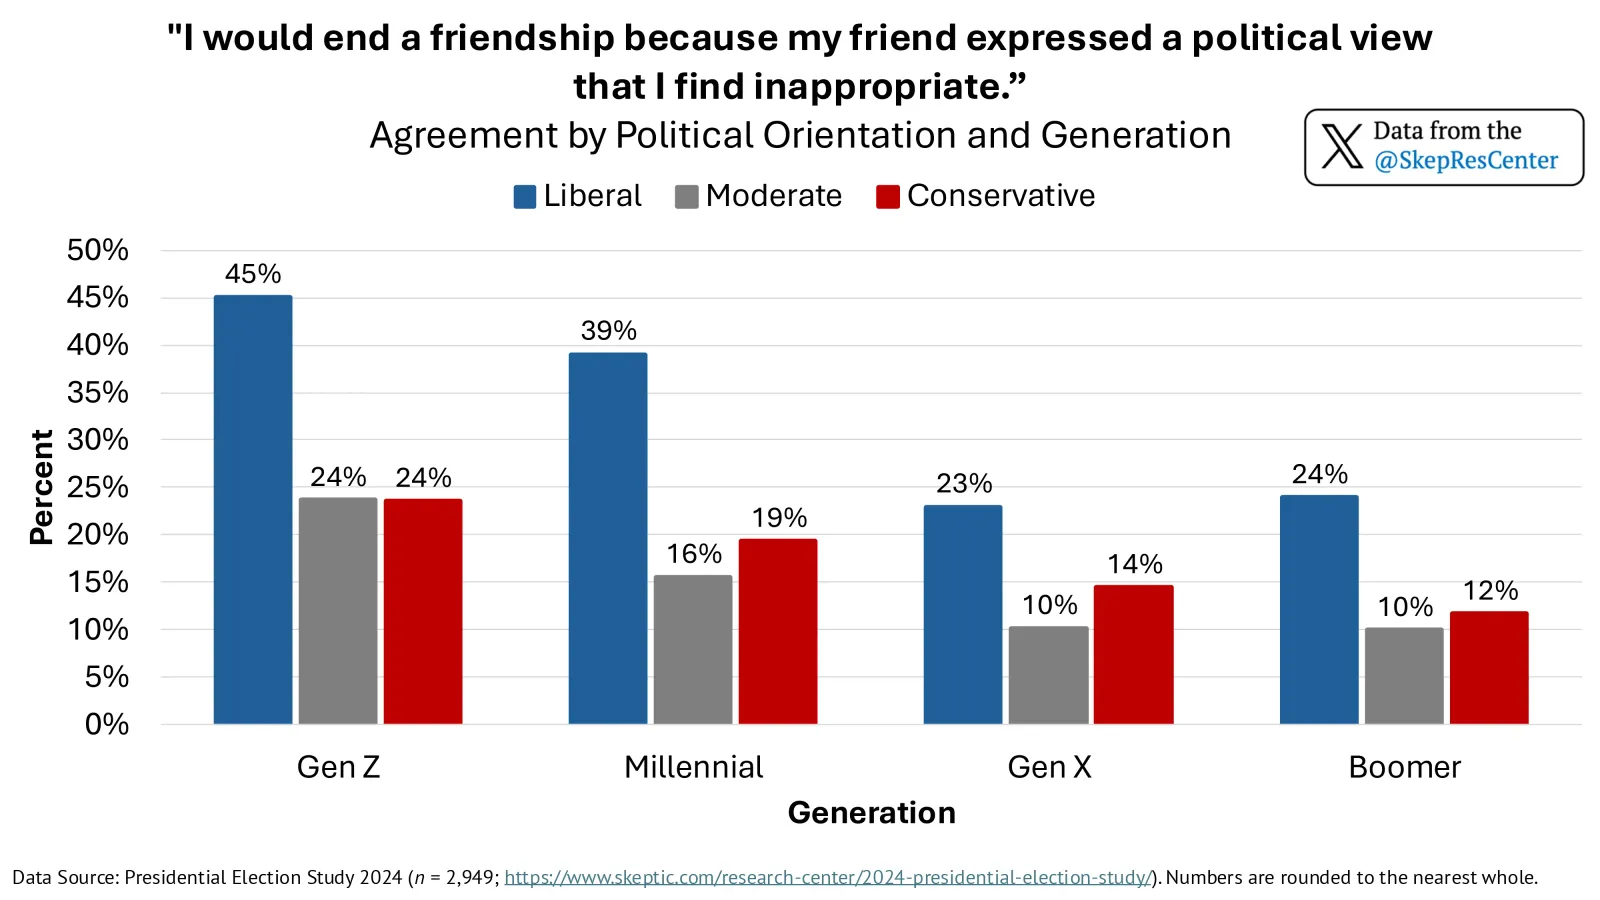 "I would end a friendship because my friend expressed a political view
that I find inappropriate.”
Agreement by Political Orientation and Generation
Data from the
@SkepResCenter
Liberal Moderate Conservative
50%
45%
40%
35%
30%
25%
20%
15%
10%
5%
0%
Percent
45% 24% 24%
39% 16% 19%
23% 10% 14%
24% 10% 12%
Gen Z Millennial Gen X Boomer
Generation
Data Source: Presidential Election Study 2024 (n = 2,949; https://www.skeptic.com/research-center/2024-presidential-election-study/). Numbers are rounded to the nearest whole.